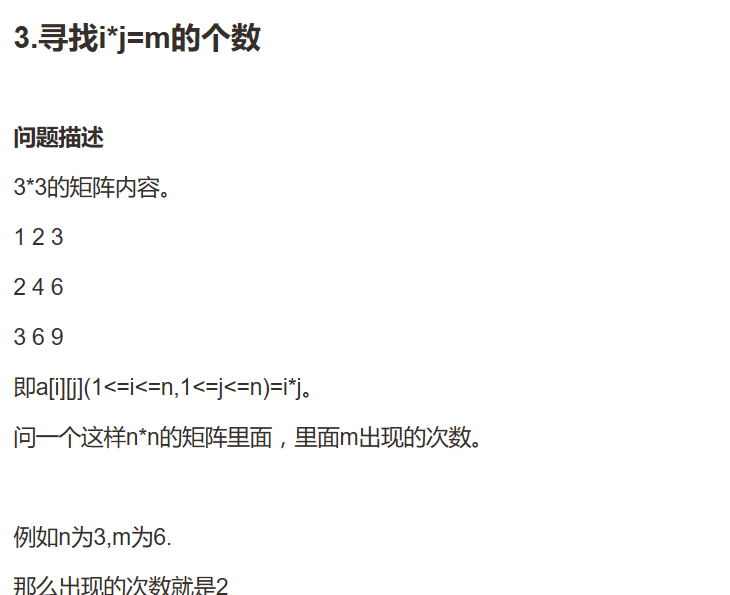 3.寻找i*j=m的个数
问题描述
3*3的矩阵内容。
1 2 3
2 4 6
3 6 9
即a[i][j](1<=i<=n,1<=j<=n)=i*j。
问一个这样n*n的矩阵里面，里面m出现的次数。
例如n为3,m为6.
那么出现的次数就是2